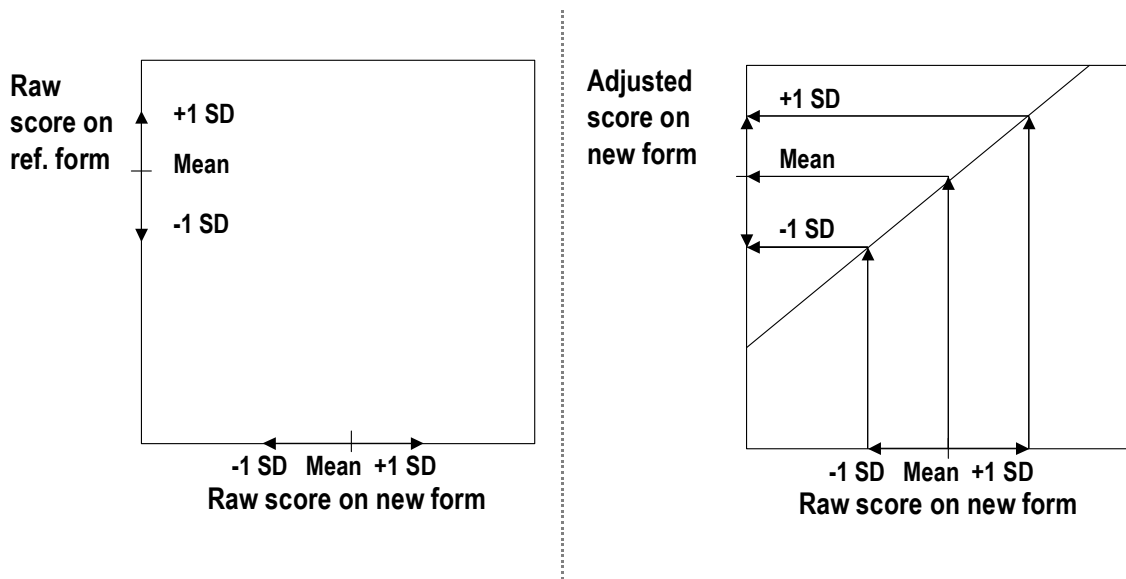 Raw
score on
ref. form
+1 SD
Mean
-1 SD
-1 SD Mean +1 SD
Raw score on new form
Adjusted
score on
new form
+1 SD
Mean
-1 SD
-1 SD Mean +1 SD
Raw score on new form